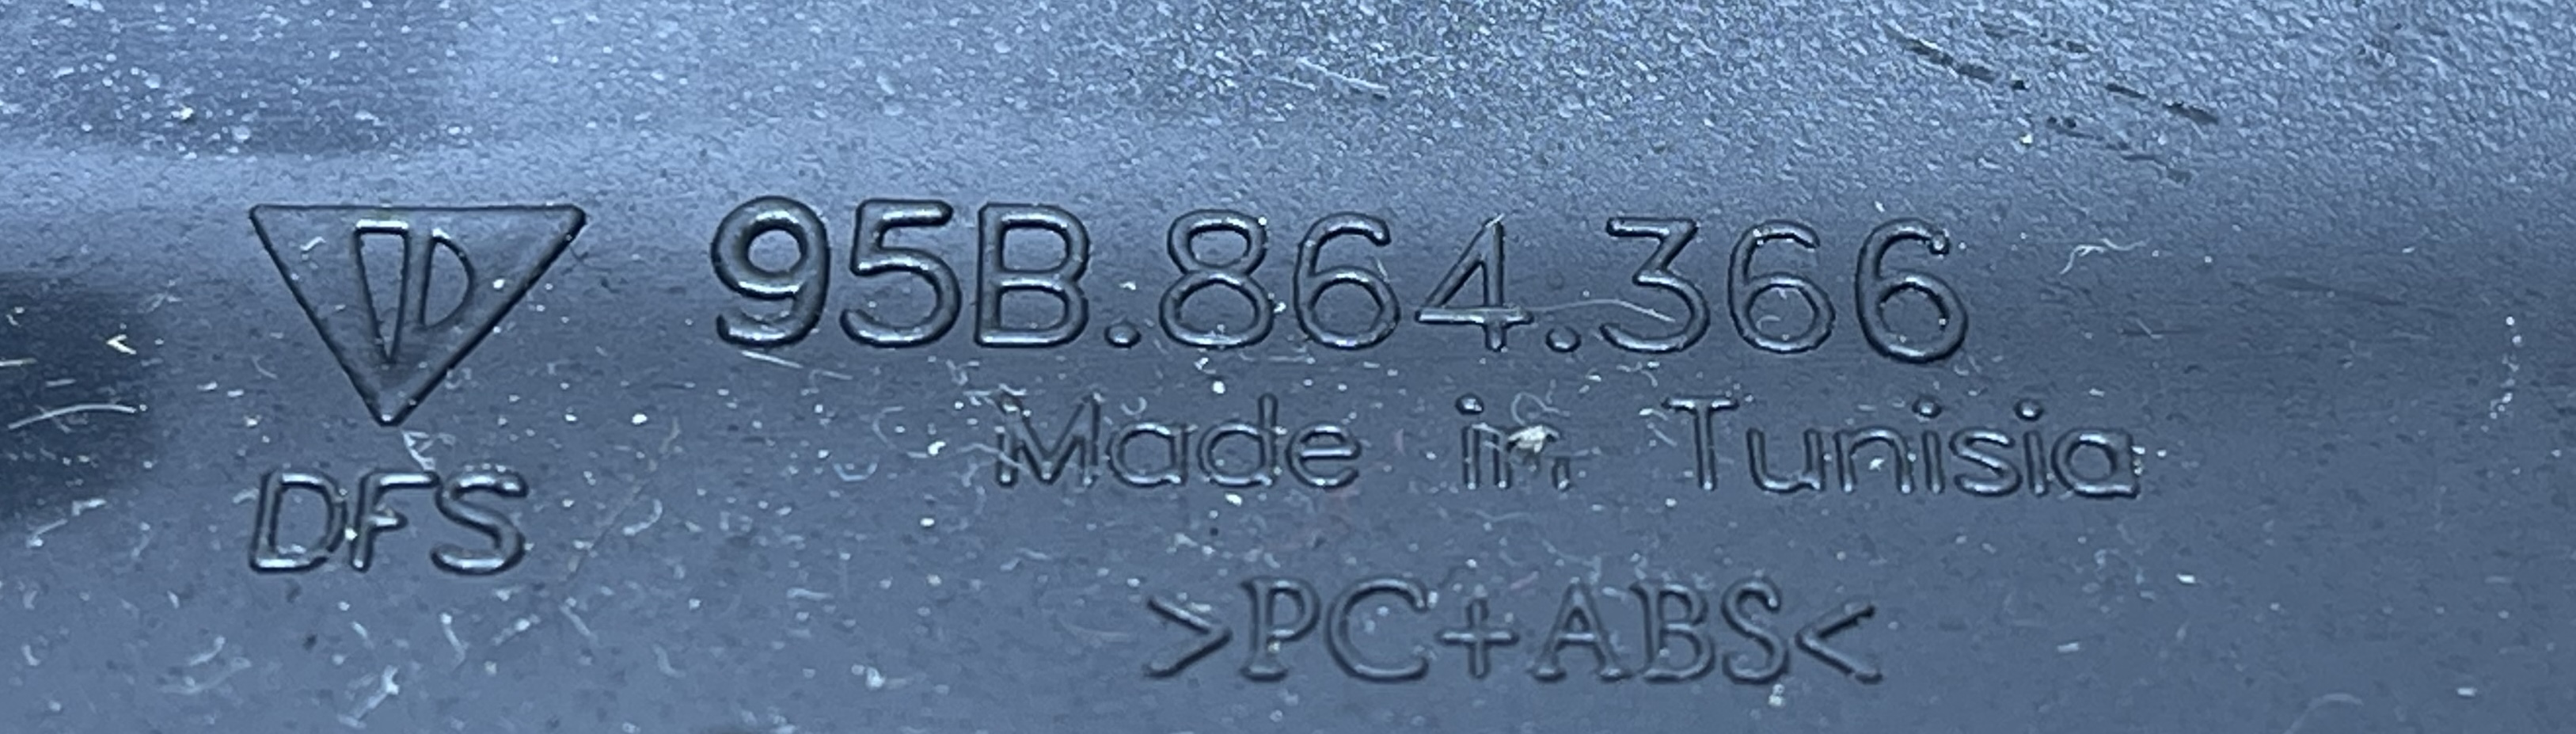 95B.864.366
Made in Tunisia
DFS
>PC+ABS<